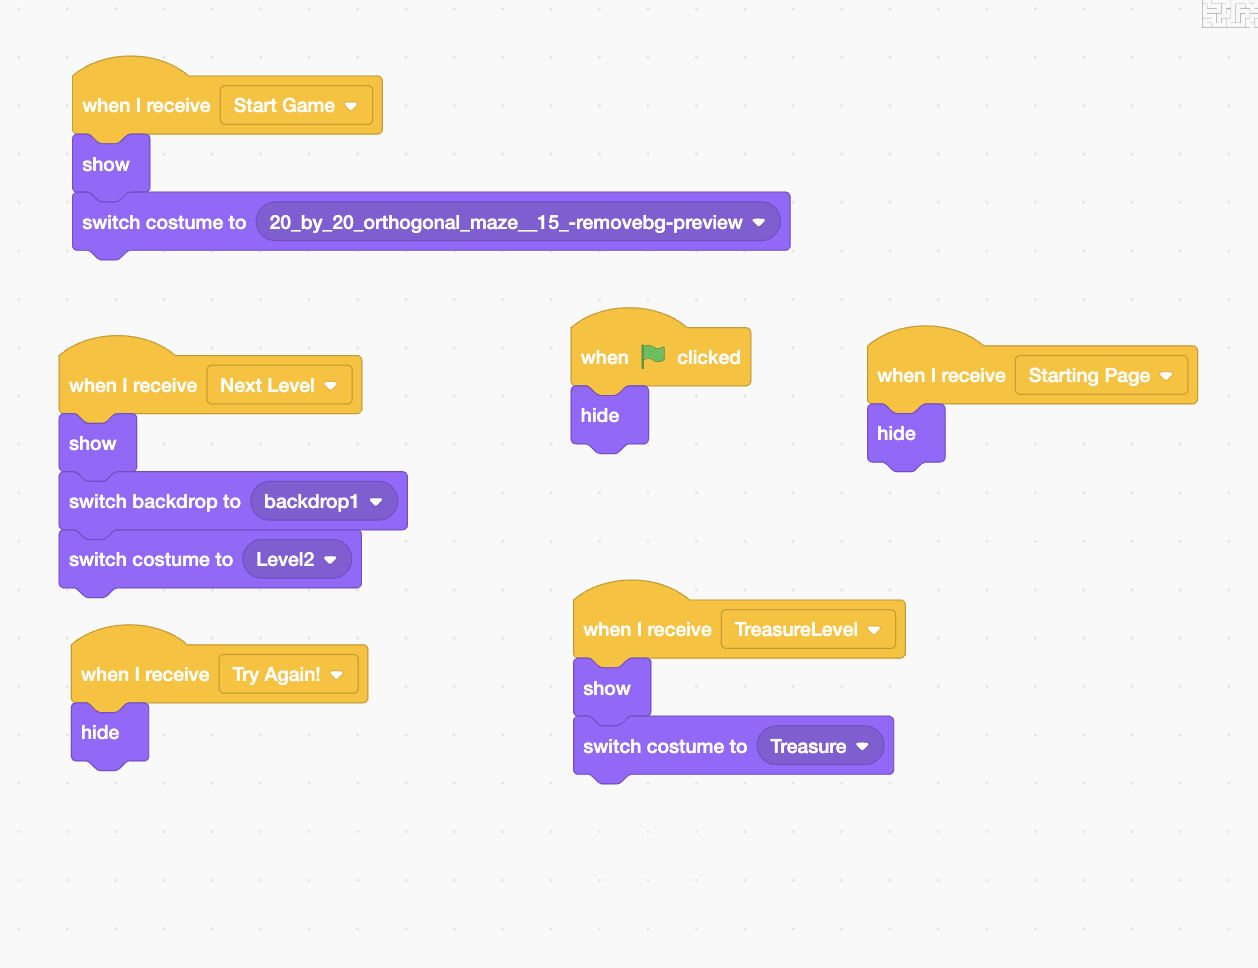 when I receive Start Game
show
switch costume to 20_by_20_orthogonal_maze__15_-removebg-preview
when I receive Next Level
show
switch backdrop to backdrop1
switch costume to Level2
when I receive Try Again!
hide
when clicked
hide
when I receive Starting Page
hide
when I receive TreasureLevel
show
switch costume to Treasure